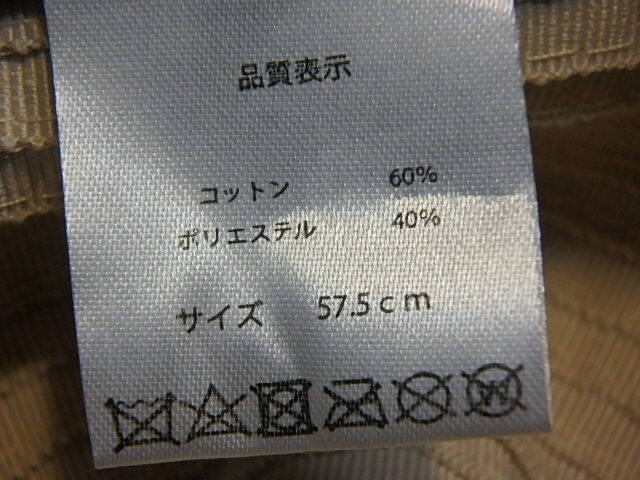 品質表示
コットン 60%
ポリエステル 40%
サイズ 57.5cm
W